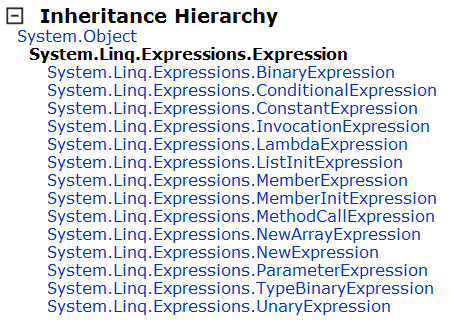 Inheritance Hierarchy
System.Object
System.Linq.Expressions.Expression
System.Linq.Expressions.BinaryExpression
System.Linq.Expressions.ConditionalExpression
System.Linq.Expressions.ConstantExpression
System.Linq.Expressions.InvocationExpression
System.Linq.Expressions.LambdaExpression
System.Linq.Expressions.ListInitExpression
System.Linq.Expressions.MemberExpression
System.Linq.Expressions.MemberInitExpression
System.Linq.Expressions.MethodCallExpression
System.Linq.Expressions.NewArrayExpression
System.Linq.Expressions.NewExpression
System.Linq.Expressions.ParameterExpression
System.Linq.Expressions.TypeBinaryExpression
System.Linq.Expressions.UnaryExpression